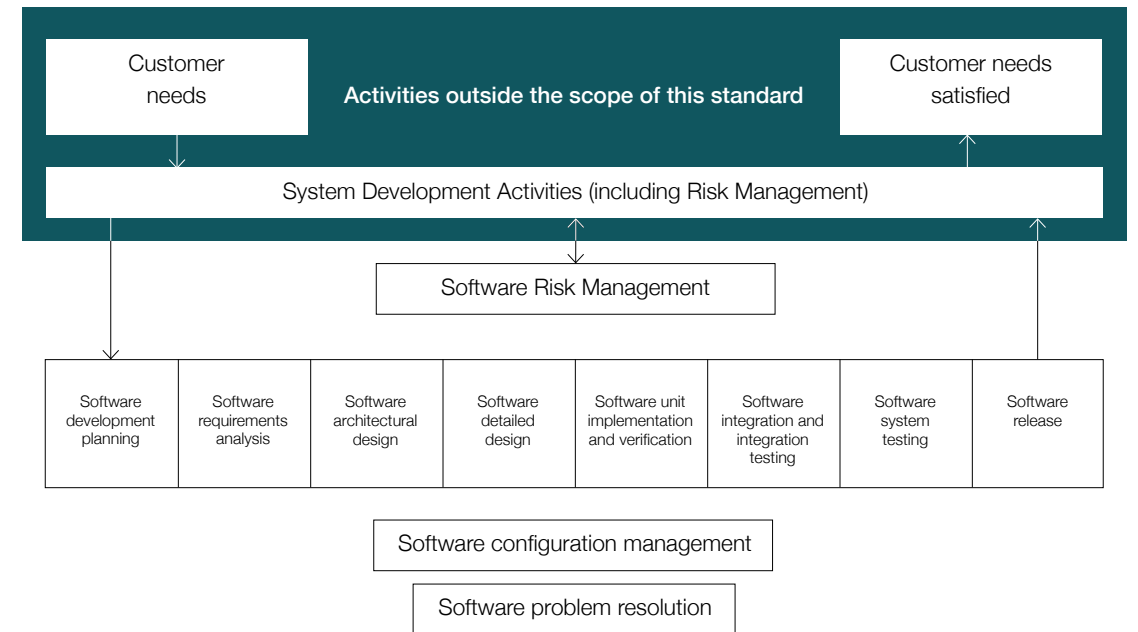 Customer
needs
Activities outside the scope of this standard
Customer needs
satisfied
System Development Activities (including Risk Management)
Software Risk Management
Software
development
planning
Software
requirements
analysis
Software
architectural
design
Software
detailed
design
Software unit
implementation
and verification
Software
integration and
integration
testing
Software
system
testing
Software
release
Software configuration management
Software problem resolution